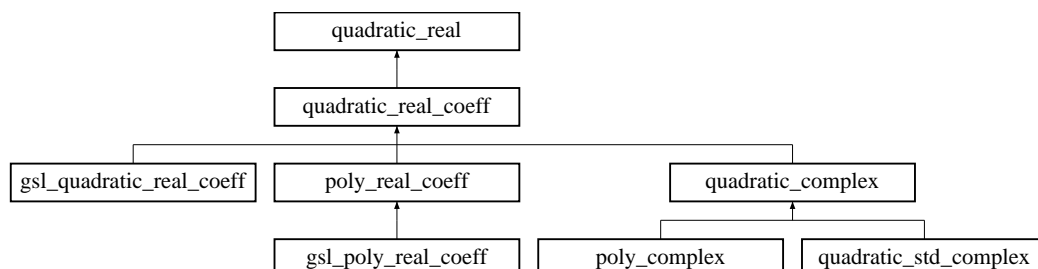 quadratic_real
quadratic_real_coeff
gsl_quadratic_real_coeff
poly_real_coeff
quadratic_complex
gsl_poly_real_coeff
poly_complex
quadratic_std_complex